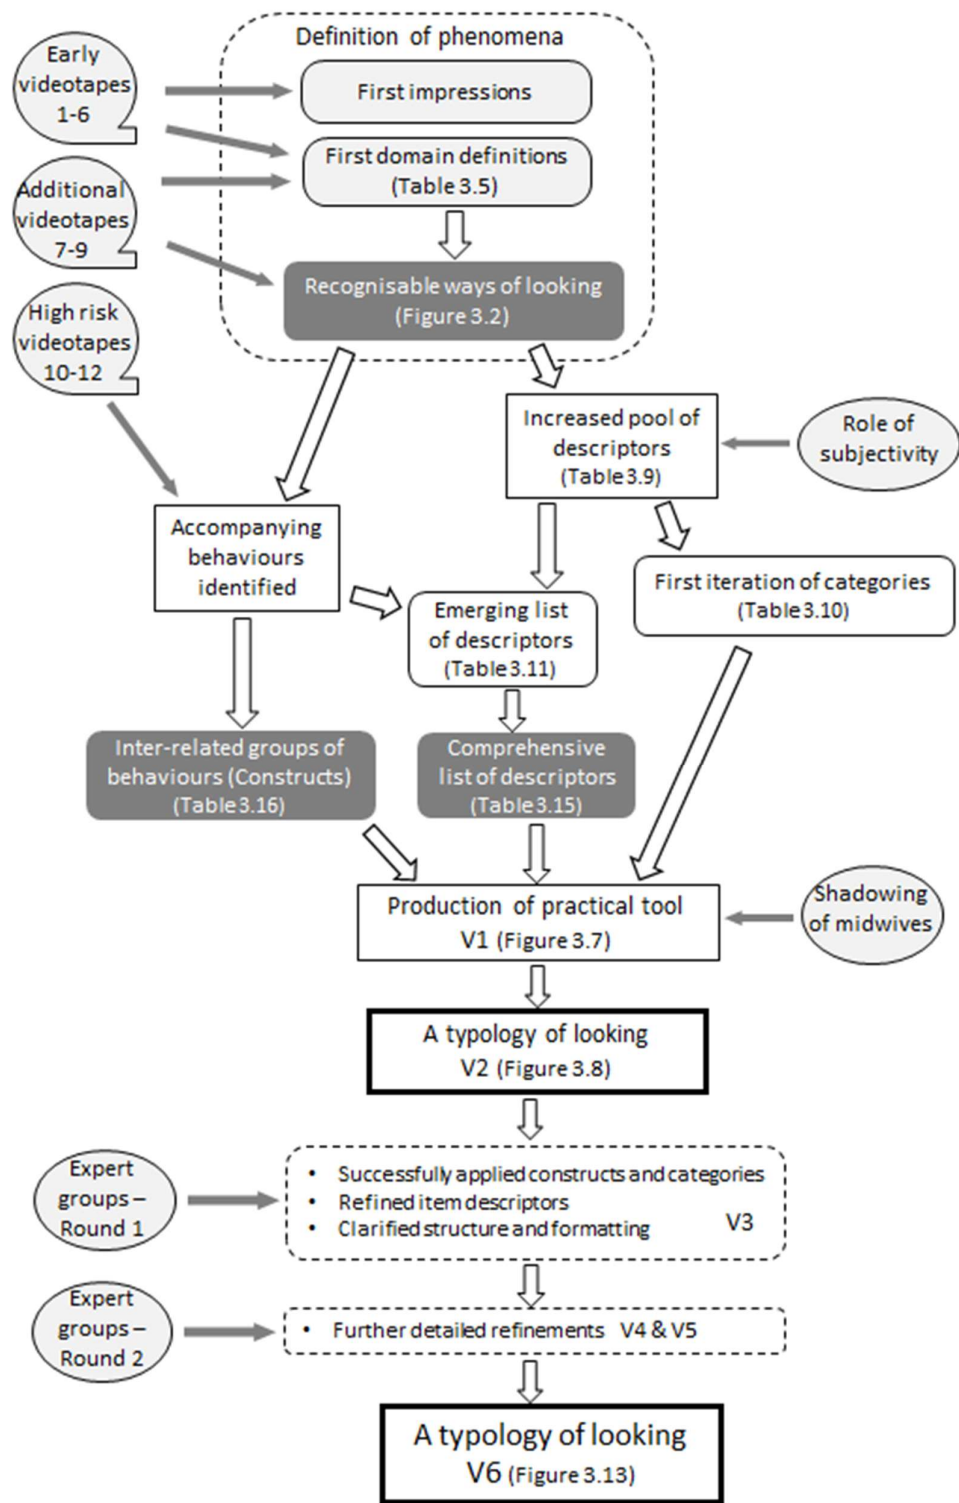 Definition of phenomena
Early
videotapes
1-6
First impressions
First domain definitions
(Table 3.5)
Additional
videotapes
7-9
Recognisable ways of looking
(Figure 3.2)
High risk
videotapes
10-12
Increased pool of
descriptors
(Table 3.9)
Role of
subjectivity
Accompanying
behaviours
identified
First iteration of categories
(Table 3.10)
Emerging list
of descriptors
(Table 3.11)
Inter-related groups of
behaviours (Constructs)
(Table 3.16)
Comprehensive
list of descriptors
(Table 3.15)
Production of practical tool
V1 (Figure 3.7)
Shadowing
of midwives
A typology of looking
V2 (Figure 3.8)
Expert
groups –
Round 1
• Successfully applied constructs and categories
• Refined item descriptors
• Clarified structure and formatting
V3
Expert
groups –
Round 2
• Further detailed refinements V4 & V5
A typology of looking
V6 (Figure 3.13)